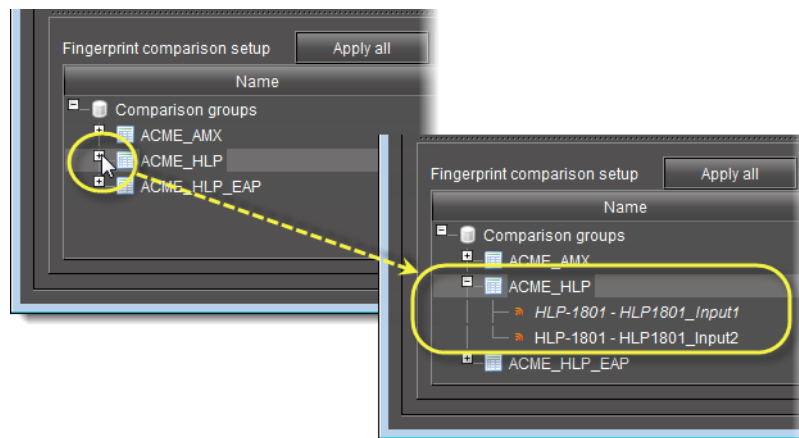 Fingerprint comparison setup Apply all
Name
Comparison groups
ACME_AMX
ACME_HLP
ACME_HLP_EAP
Fingerprint comparison setup Apply all
Name
Comparison groups
ACME_AMX
ACME_HLP
HLP-1801 - HLP1801_Input1
HLP-1801 - HLP1801_Input2
ACME_HLP_EAP